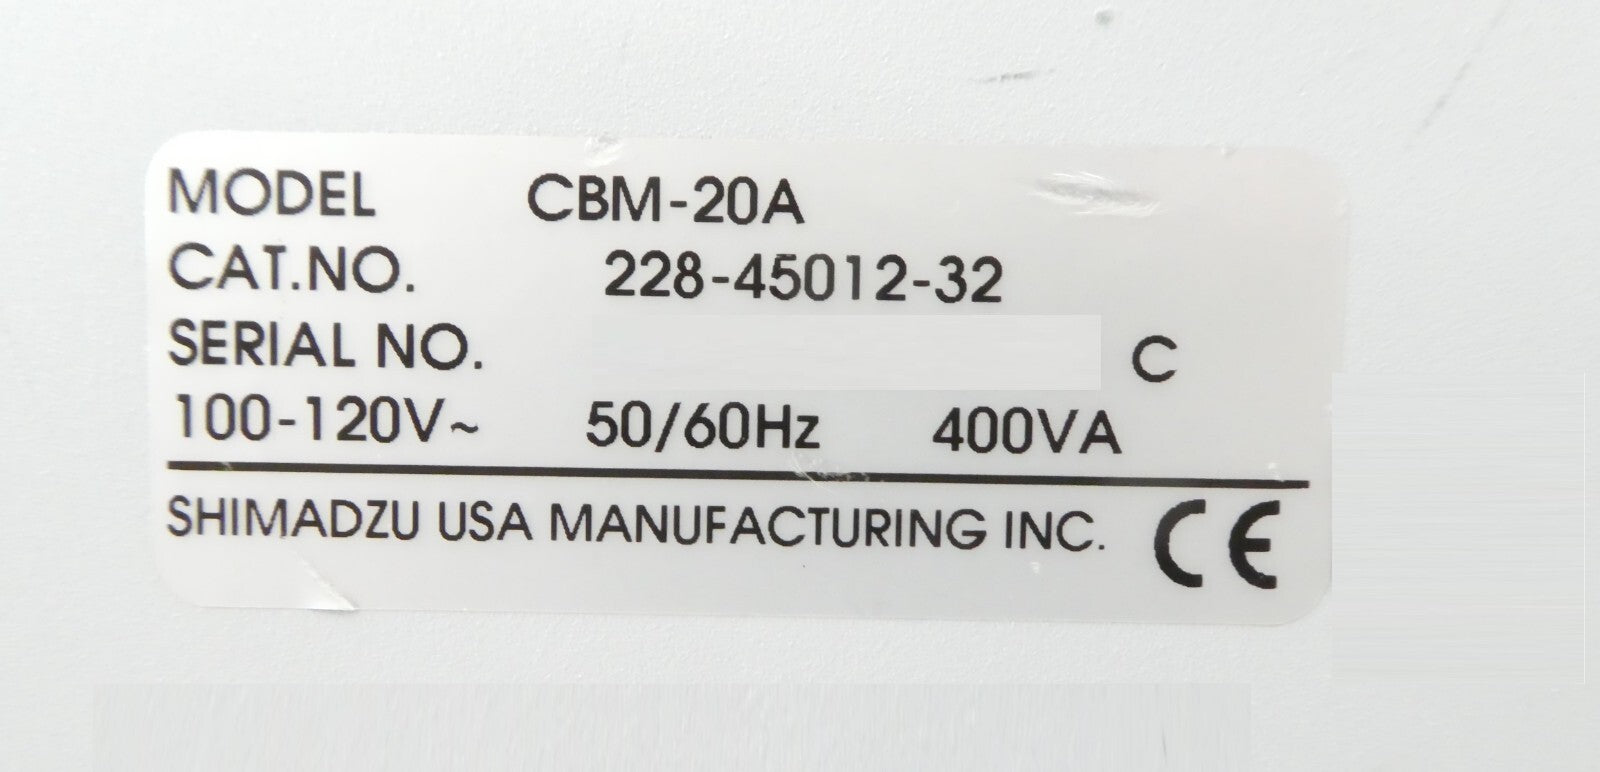 MODEL CBM-20A
CAT.NO. 228-45012-32
SERIAL NO. C
100-120V~ 50/60Hz 400VA
SHIMADZU USA MANUFACTURING INC. CE